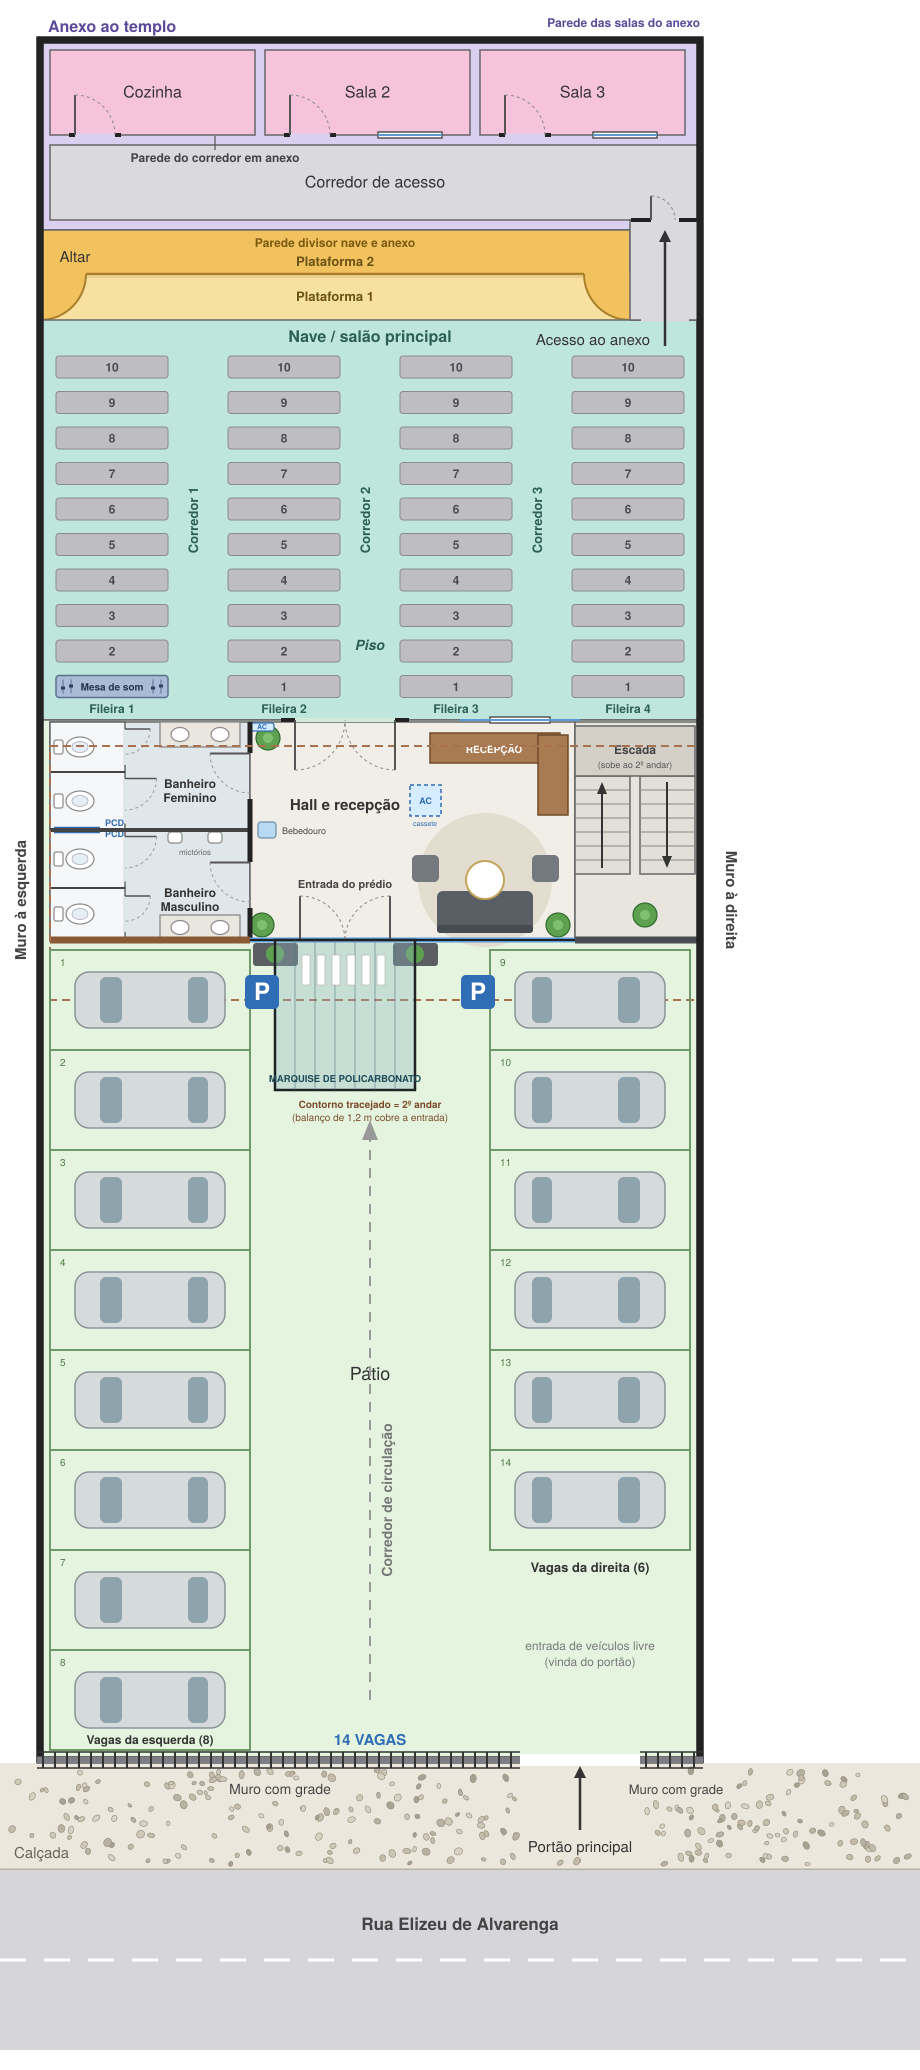 Anexo ao templo
Parede das salas do anexo
Cozinha
Sala 2
Sala 3
Parede do corredor em anexo
Corredor de acesso
Altar
Parede divisor nave e anexo
Plataforma 2
Plataforma 1
Nave / salão principal
Acesso ao anexo
10 10 10 10
9 9 9 9
8 8 8 8
7 7 7 7
6 6 6 6
5 5 5 5
4 4 4 4
3 3 3 3
2 2 2 2
Mesa de som 1 1 1
Corredor 1
Corredor 2
Corredor 3
Piso
Fileira 1
Fileira 2
Fileira 3
Fileira 4
AC
RECEPÇÃO
Escada
(sobe ao 2º andar)
Banheiro
Feminino
Hall e recepção
AC
cassete
PCD
PCD
Bebedouro
mictórios
Banheiro
Masculino
Entrada do prédio
Muro à esquerda
Muro à direita
1
P
P
9
2
10
MARQUISE DE POLICARBONATO
Contorno tracejado = 2º andar
(balanço de 1,2 m cobre a entrada)
3
11
4
12
5
13
Pátio
Corredor de circulação
6
14
7
Vagas da direita (6)
entrada de veículos livre
(vinda do portão)
8
Vagas da esquerda (8)
14 VAGAS
Muro com grade
Muro com grade
Portão principal
Calçada
Rua Elizeu de Alvarenga